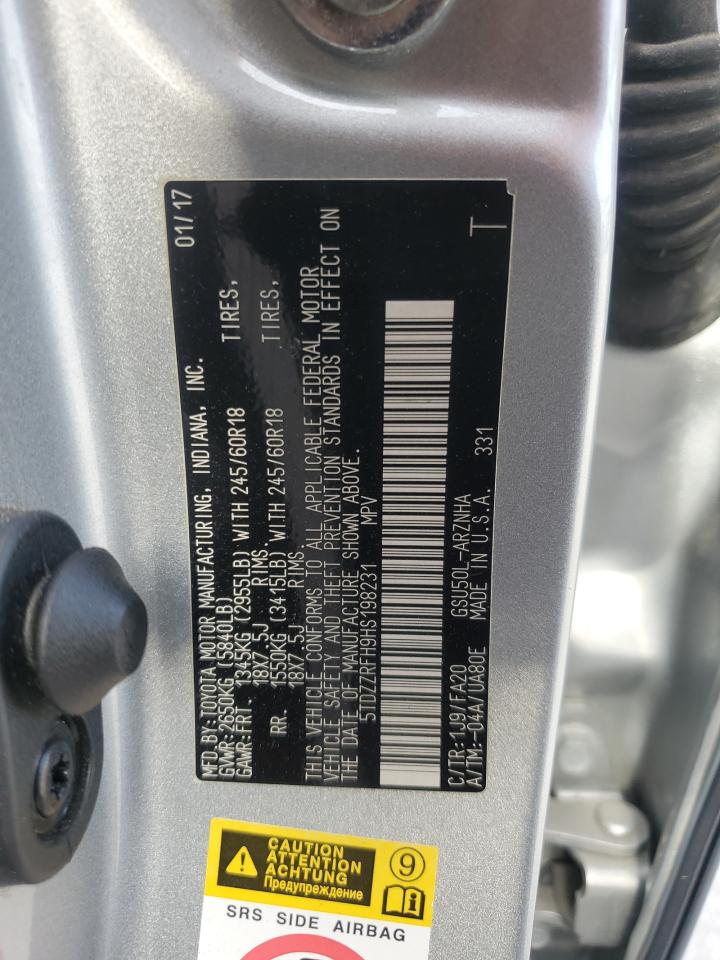 MFD.BY:TOYOTA MOTOR MANUFACTURING, INDIANA, INC. 01/17
GVWR:2650KG (5840LB)
GAWR:FRT. 1345KG (2955LB) WITH 245/60R18 TIRES,
18X7.5J RIMS
RR. 1550KG (3415LB) WITH 245/60R18 TIRES,
18X7.5J RIMS
THIS VEHICLE CONFORMS TO ALL APPLICABLE FEDERAL MOTOR
VEHICLE SAFETY AND THEFT PREVENTION STANDARDS IN EFFECT ON
THE DATE OF MANUFACTURE SHOWN ABOVE.
5TDZZRFH9HS198231 MPV
C/TR:1J9/FA20 GSU50L-ARZNHA T
A/TM:-04A/UA80E MADE IN U.S.A. 331
CAUTION
ATTENTION
ACHTUNG
Предупреждение
9
SRS SIDE AIRBAG